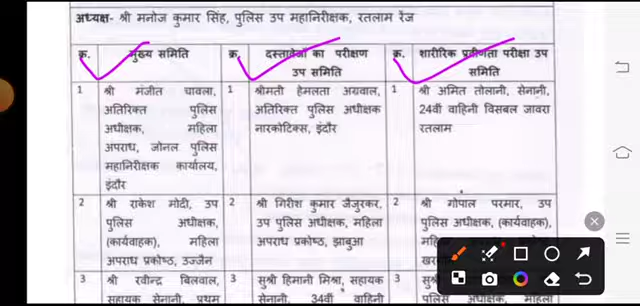 अध्यक्ष- श्री मनोज कुमार सिंह, पुलिस उप महानिरीक्षक, रतलाम रेंज
क्र. मुख्य समिति
क्र. दस्तावेजों का परीक्षण
उप समिति
क्र. शारीरिक प्रवीणता परीक्षा उप
समिति
1 श्री मंजीत चावला,
अतिरिक्त पुलिस
अधीक्षक, महिला
अपराध, जोनल पुलिस
महानिरीक्षक कार्यालय,
इंदौर
1 श्रीमती हेमलता अग्रवाल,
अतिरिक्त पुलिस अधीक्षक
नारकोटिक्स, इंदौर
1 श्री अमित तोलानी, सेनानी,
24वी वाहिनी विसबल जावरा
रतलाम
2 श्री राकेश मोदी, उप
पुलिस अधीक्षक,
(कार्यवाहक), महिला
अपराध प्रकोष्ठ, उज्जैन
2 श्री गिरीश कुमार जेजुरकर,
उप पुलिस अधीक्षक, महिला
अपराध प्रकोष्ठ, झाबुआ
2 श्री गोपाल परमार, उप
पुलिस अधीक्षक, (कार्यवाहक),
3 श्री रवीन्द्र बिलवाल,
सहायक सेनानी, प्रथम
3 सुश्री हिमानी मिश्रा, सहायक
सेनानी, 34वी वाहिनी
3 सुश्री
पुलिस अधीक्षक, महिला